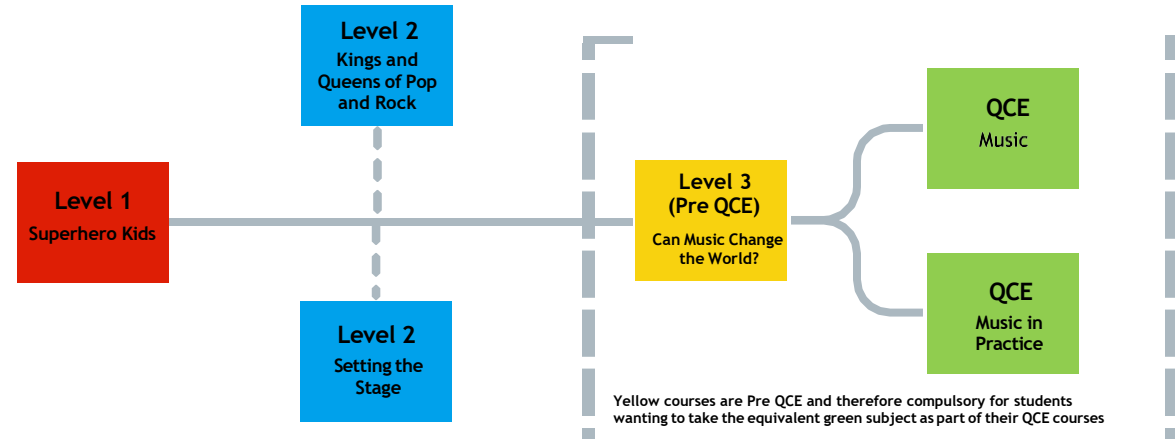 Level 2
Kings and
Queens of Pop
and Rock
Level 1
Superhero Kids
Level 2
Setting the
Stage
Level 3
(Pre QCE)
Can Music Change
the World?
QCE
Music
QCE
Music in
Practice
Yellow courses are Pre QCE and therefore compulsory for students
wanting to take the equivalent green subject as part of their QCE courses